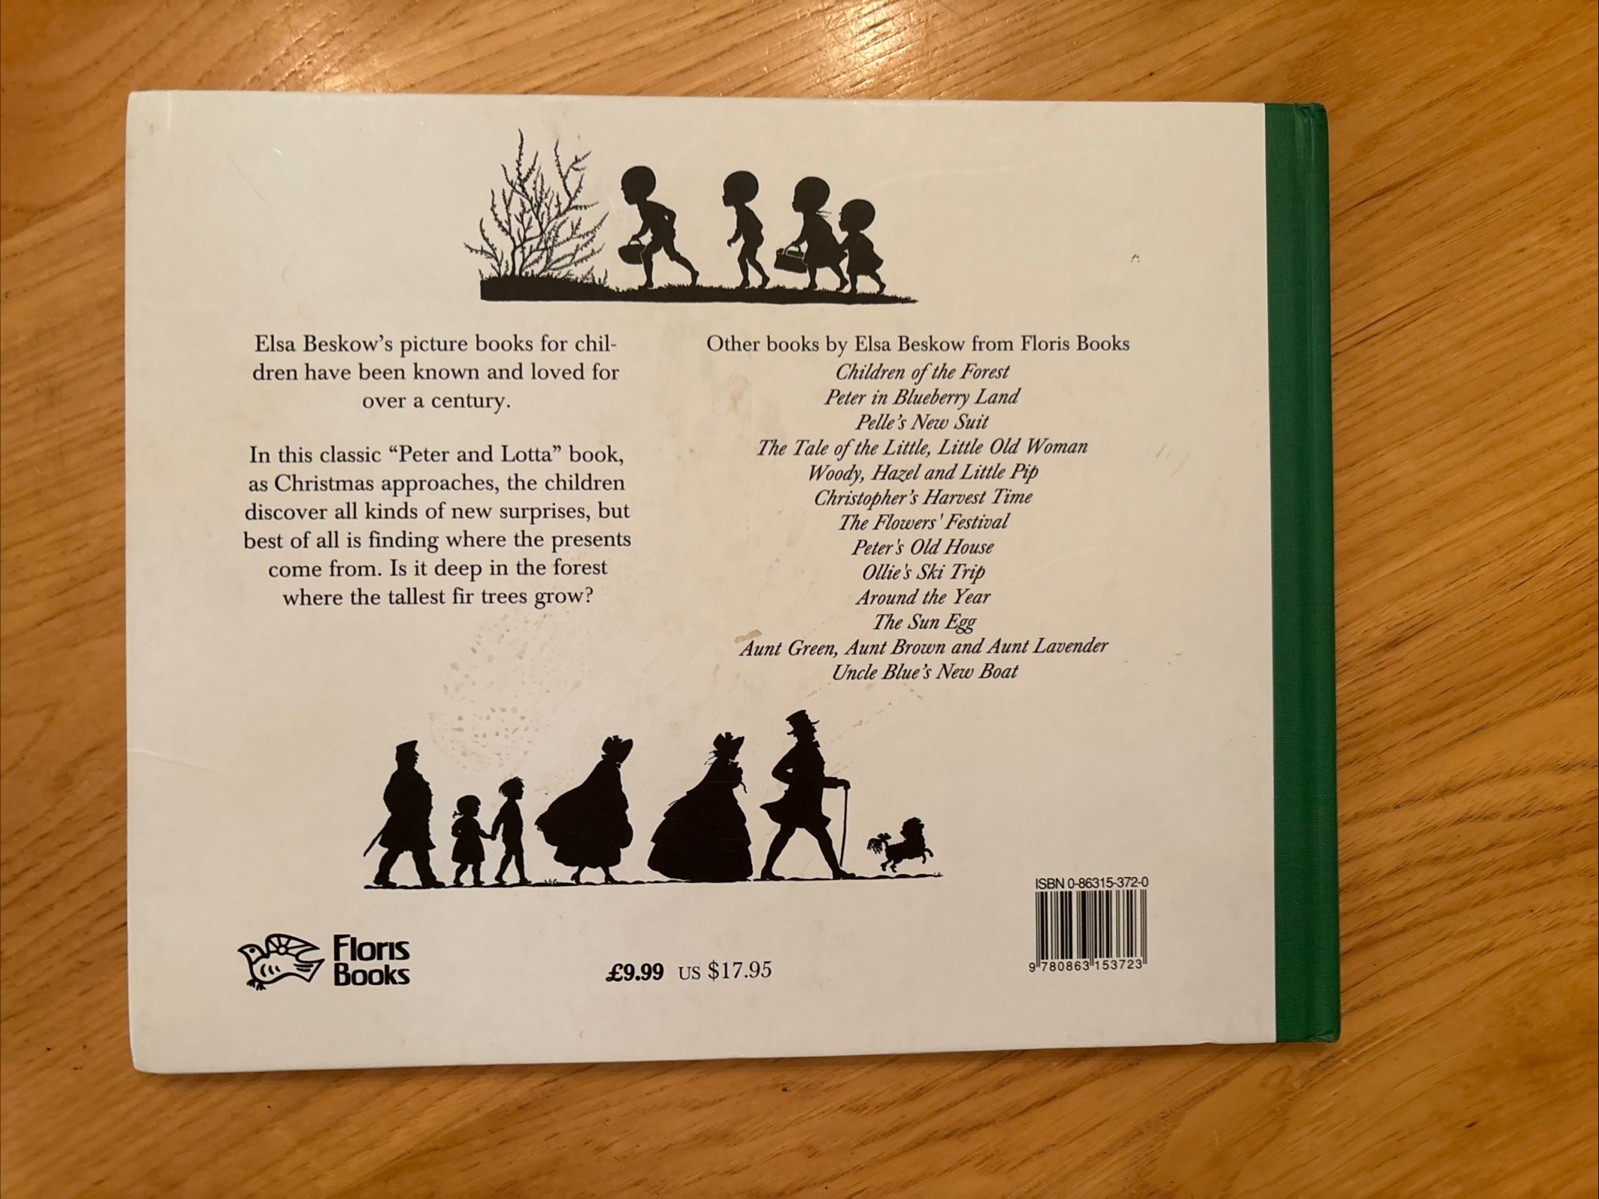 Elsa Beskow's picture books for chil-
dren have been known and loved for
over a century.
In this classic “Peter and Lotta” book,
as Christmas approaches, the children
discover all kinds of new surprises, but
best of all is finding where the presents
come from. Is it deep in the forest
where the tallest fir trees grow?
Other books by Elsa Beskow from Floris Books
Children of the Forest
Peter in Blueberry Land
Pelle's New Suit
The Tale of the Little, Little Old Woman
Woody, Hazel and Little Pip
Christopher's Harvest Time
The Flowers' Festival
Peter's Old House
Ollie's Ski Trip
Around the Year
The Sun Egg
Aunt Green, Aunt Brown and Aunt Lavender
Uncle Blue's New Boat
Floris
Books
£9.99 US $17.95
ISBN 0-86315-372-0
9 780863 153723